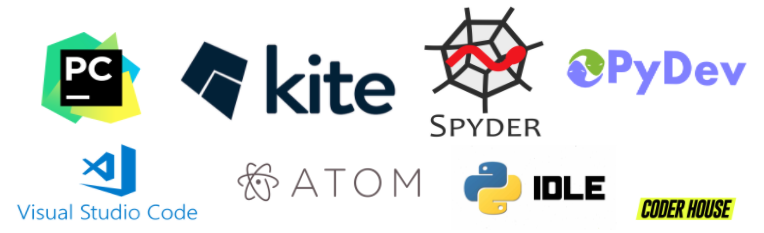 PC
kite
SPYDER
PyDev
Visual Studio Code
ATOM
IDLE
CODER HOUSE